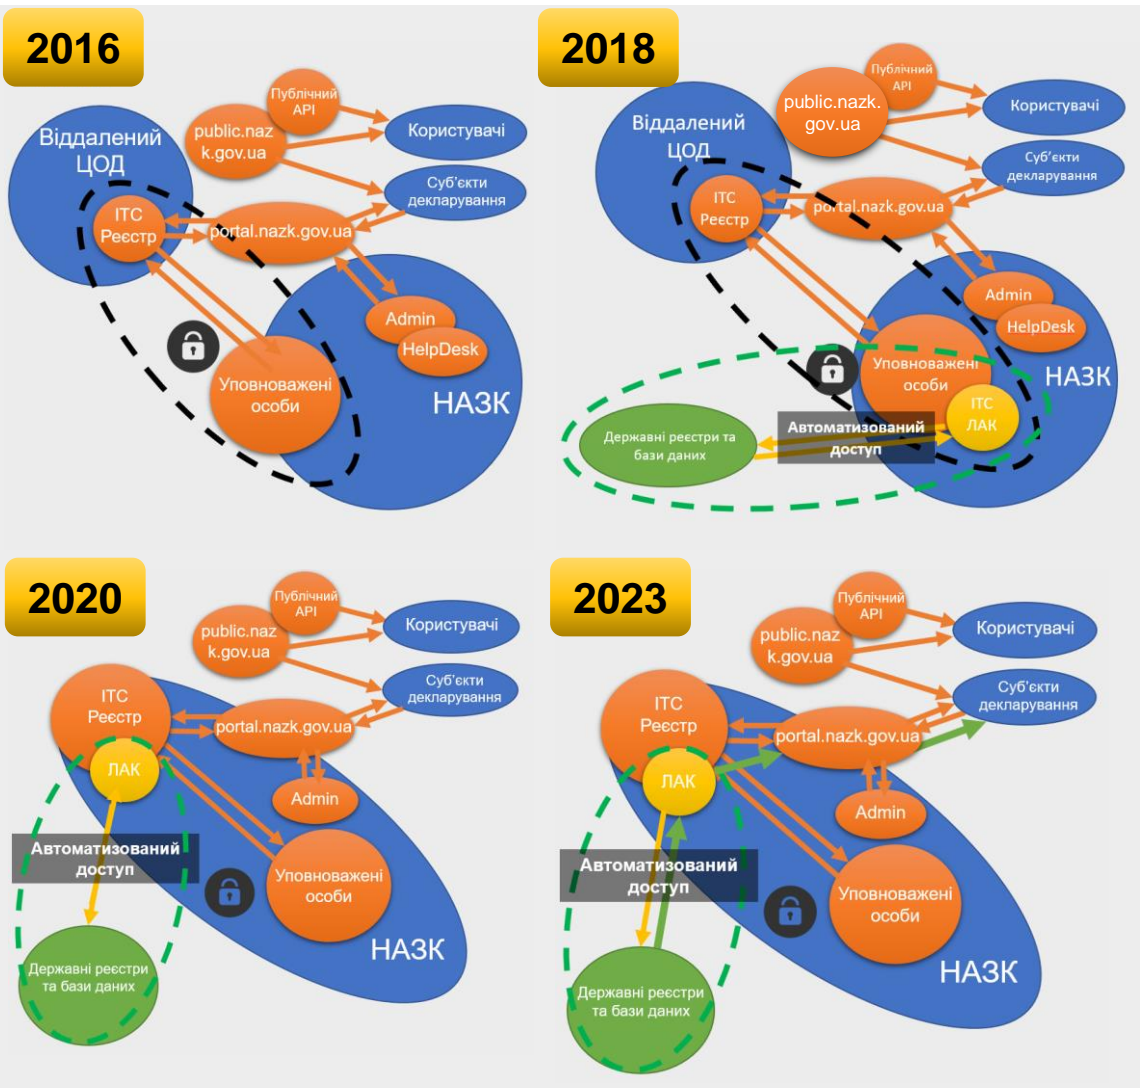 2016
Публічний
АРІ
public.naz
k.gov.ua
Користувачі
Віддалений
ЦОД
Суб'єкти
декларування
ІТС
Реєстр
portal.nazk.gov.ua
Admin
HelpDesk
Уповноважені
особи
НАЗК
2018
Публічний
АРІ
public.nazk.
gov.ua
Користувачі
Віддалений
ЦОД
Суб'єкти
декларування
ІТС
Реєстр
portal.nazk.gov.ua
Admin
HelpDesk
Уповноважені
особи
НАЗК
ІТС
ЛАК
Автоматизований
доступ
Державні реєстри та
бази даних
2020
Публічний
АРІ
public.naz
k.gov.ua
Користувачі
Суб'єкти
декларування
ІТС
Реєстр
portal.nazk.gov.ua
ЛАК
Admin
Автоматизований
доступ
Уповноважені
особи
НАЗК
Державні реєстри
та бази даних
2023
Публічний
АРІ
public.naz
k.gov.ua
Користувачі
Суб'єкти
декларування
ІТС
Реєстр
portal.nazk.gov.ua
ЛАК
Admin
Автоматизований
доступ
Уповноважені
особи
НАЗК
Державні реєстри
та бази даних